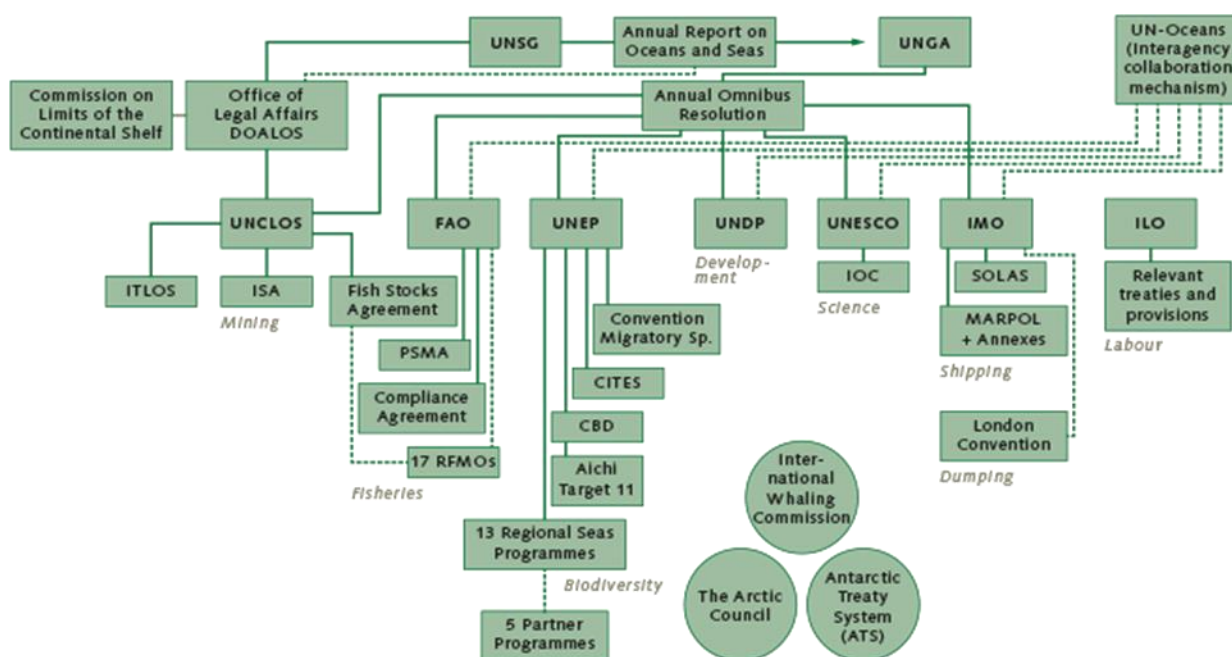 UNSG
Annual Report on
Oceans and Seas
UNGA
UN-Oceans
(Interagency
collaboration
mechanism)
Commission on
Limits of the
Continental Shelf
Office of
Legal Affairs
DOALOS
Annual Omnibus
Resolution
UNCLOS
FAO
UNEP
UNDP
UNESCO
IMO
ILO
Develop-
ment
ITLOS
ISA
Mining
Fish Stocks
Agreement
IOC
Science
SOLAS
Relevant
treaties and
provisions
Labour
PSMA
Convention
Migratory Sp.
MARPOL
+ Annexes
Shipping
Compliance
Agreement
CITES
CBD
London
Convention
Dumping
17 RFMOs
Fisheries
Aichi
Target 11
Inter-
national
Whaling
Commission
13 Regional Seas
Programmes
Biodiversity
5 Partner
Programmes
The Arctic
Council
Antarctic
Treaty
System
(ATS)